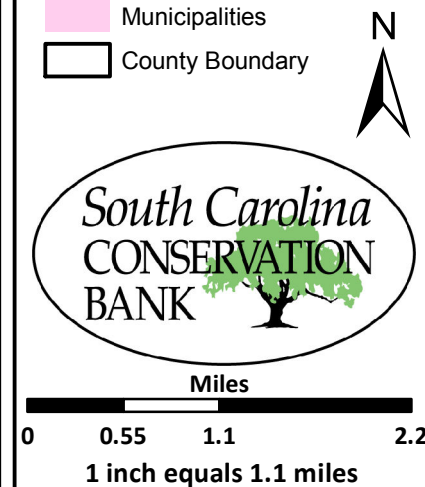 Municipalities
N
County Boundary
South Carolina
CONSERVATION
BANK
Miles
0 0.55 1.1 2.2
1 inch equals 1.1 miles